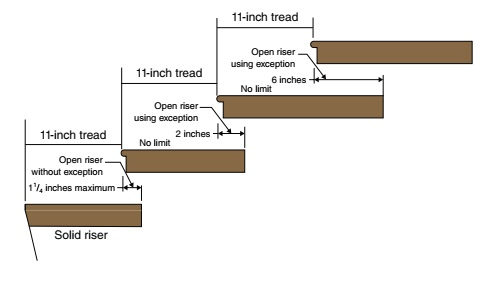 11-inch tread
Open riser
using exception
6 inches
No limit
11-inch tread
Open riser
using exception
2 inches
No limit
11-inch tread
Open riser
without exception
1 1/4 inches maximum
Solid riser